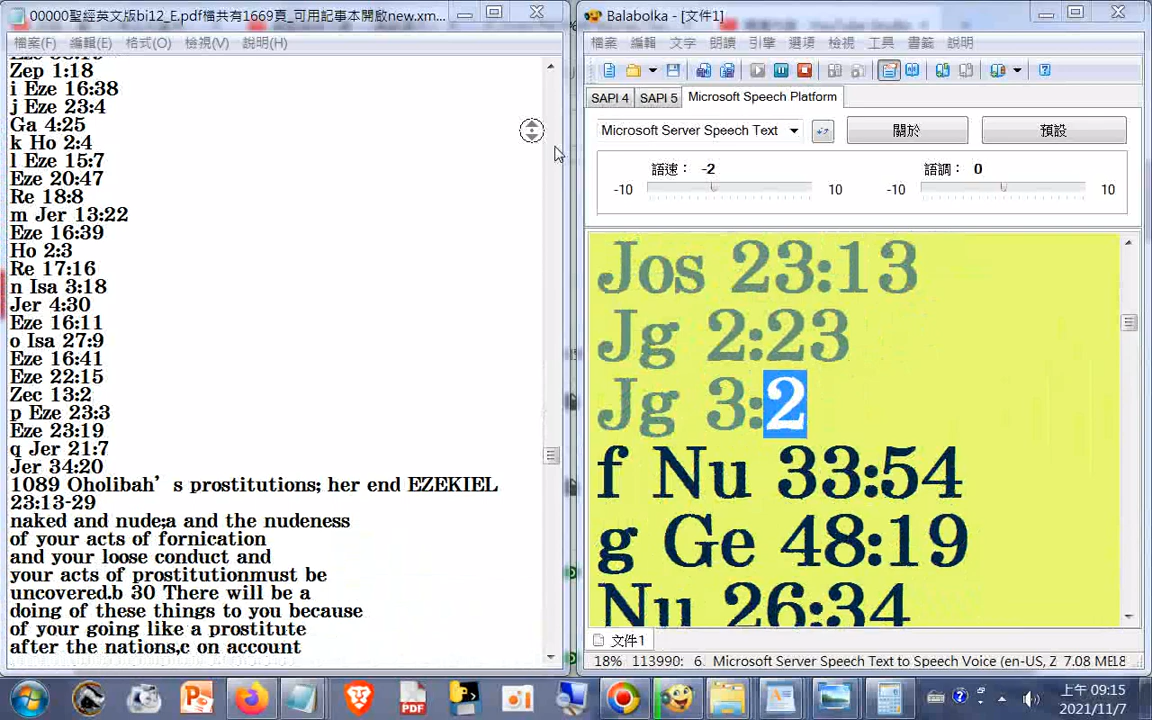 00000聖經英文版bi12_E.pdf檔共有1669頁_可用記事本開啟new.xm...
檔案(F) 編輯(E) 格式(O) 檢視(V) 說明(H)
Zep 1:18
i Eze 16:38
j Eze 23:4
Ga 4:25
k Ho 2:4
l Eze 15:7
Eze 20:47
Re 18:8
m Jer 13:22
Eze 16:39
Ho 2:3
Re 17:16
n Isa 3:18
Jer 4:30
Eze 16:11
o Isa 27:9
Eze 16:41
Eze 22:15
Zec 13:2
p Eze 23:3
Eze 23:19
q Jer 21:7
Jer 34:20
1089 Oholibah’s prostitutions; her end EZEKIEL
23:13-29
naked and nude;a and the nudeness
of your acts of fornication
and your loose conduct and
your acts of prostitutionmust be
uncovered.b 30 There will be a
doing of these things to you because
of your going like a prostitute
after the nations,c on account
Balabolka - [文件1]
檔案 編輯 文字 朗讀 引擎 選項 檢視 工具 書籤 說明
SAPI 4 SAPI 5 Microsoft Speech Platform
Microsoft Server Speech Text 關於 預設
語速： -2 語調： 0
-10 10 -10 10
Jos 23:13
Jg 2:23
Jg 3:2
f Nu 33:54
g Ge 48:19
Nu 26:34
文件1
18% 113990: 6. Microsoft Server Speech Text to Speech Voice (en-US, Z 7.08 МЕ
上午 09:15
2021/11/7